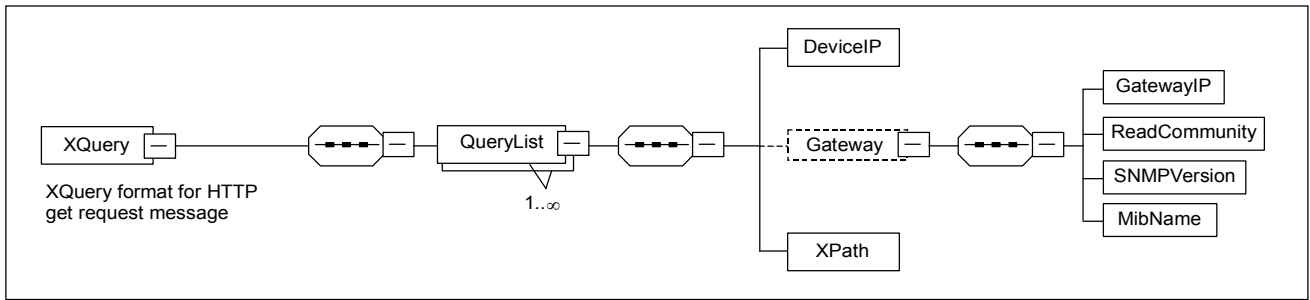 DeviceIP
GatewayIP
XQuery
QueryList
Gateway
ReadCommunity
SNMPVersion
XQuery format for HTTP
get request message
1..∞
MibName
XPath